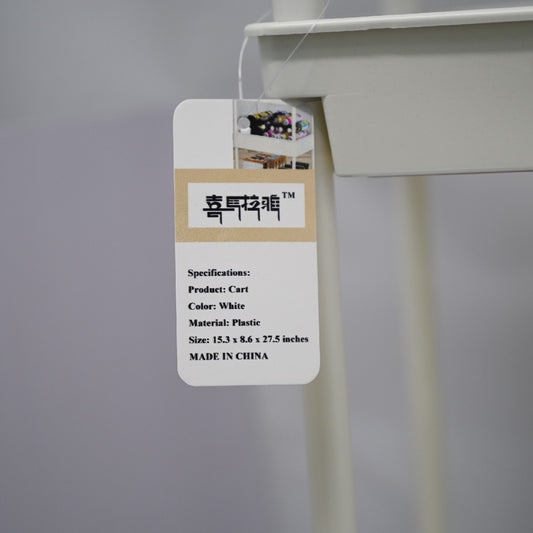 喜馬拉雅™
Specifications:
Product: Cart
Color: White
Material: Plastic
Size: 15.3 x 8.6 x 27.5 inches
MADE IN CHINA